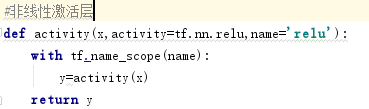 #非线性激活层
def activity(x,activity=tf.nn.relu,name='relu'):
    with tf.name_scope(name):
        y=activity(x)
    return y